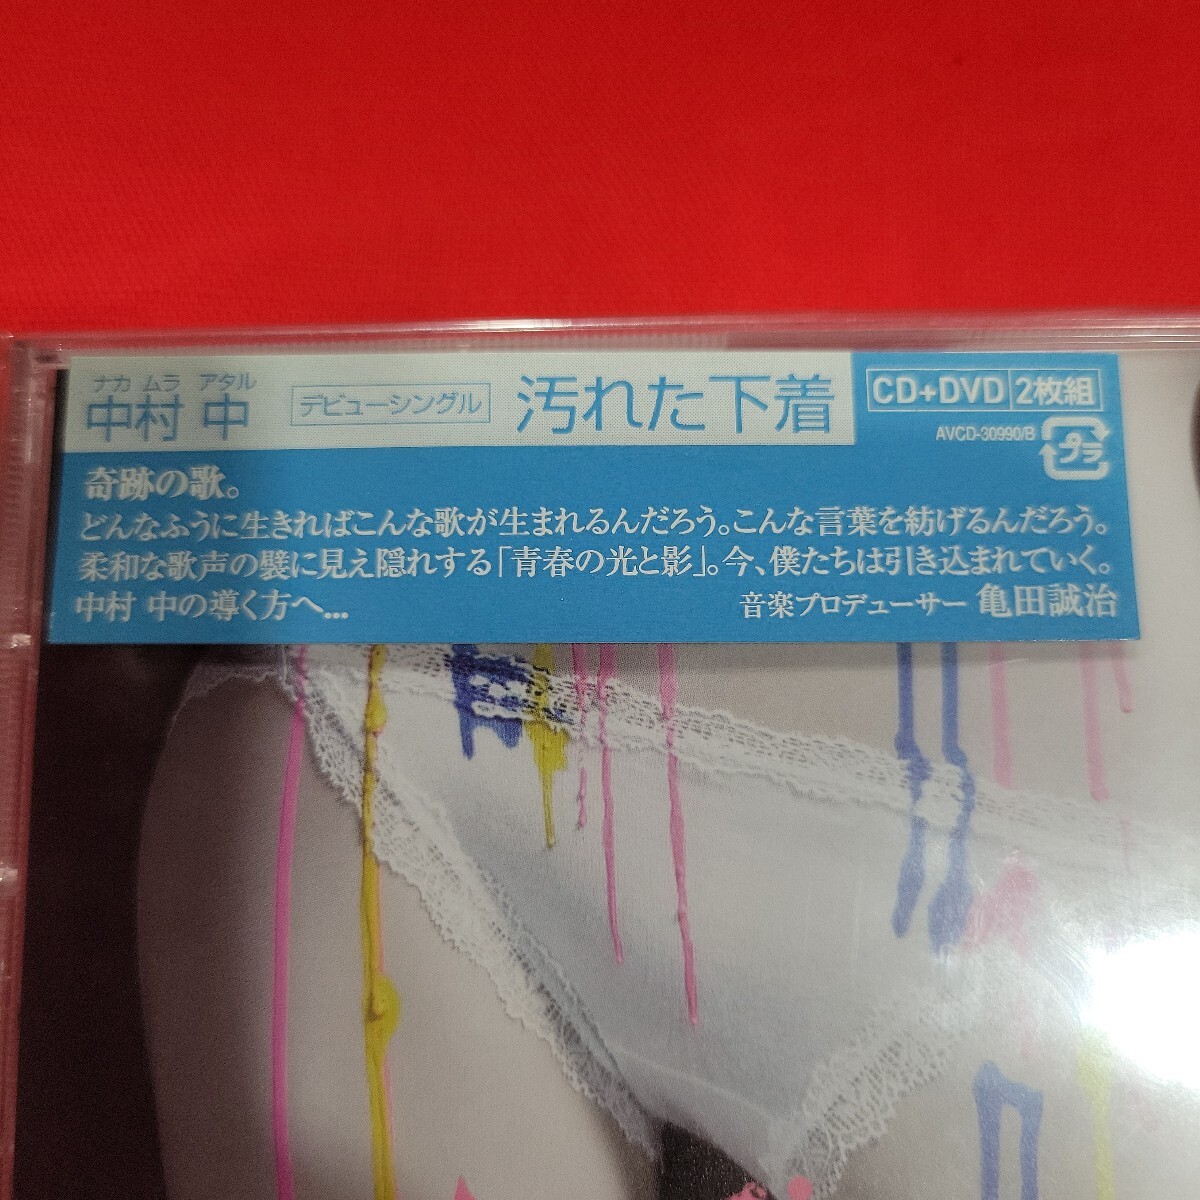 ナカ ムラ アタル
中村 中
デビューシングル
汚れた下着
CD+DVD 2枚組
AVCD-30990/B
プラ
奇跡の歌。
どんなふうに生きればこんな歌が生まれるんだろう。こんな言葉を紡げるんだろう。
柔和な歌声の襞に見え隠れする「青春の光と影」。今、僕たちは引き込まれていく。
中村 中の導く方へ…
音楽プロデューサー 亀田誠治